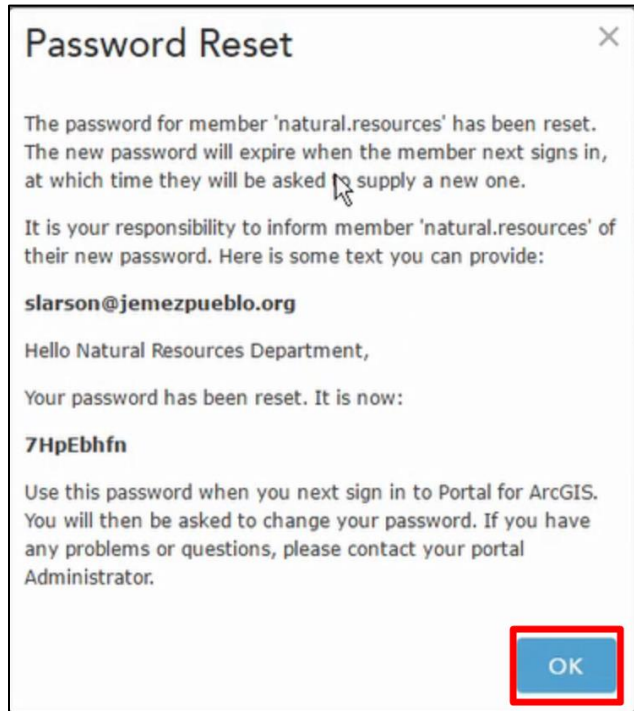 Password Reset
The password for member 'natural.resources' has been reset.
The new password will expire when the member next signs in,
at which time they will be asked to supply a new one.
It is your responsibility to inform member 'natural.resources' of
their new password. Here is some text you can provide:
slarson@jemezpueblo.org
Hello Natural Resources Department,
Your password has been reset. It is now:
7HpEbhfn
Use this password when you next sign in to Portal for ArcGIS.
You will then be asked to change your password. If you have
any problems or questions, please contact your portal
Administrator.
OK